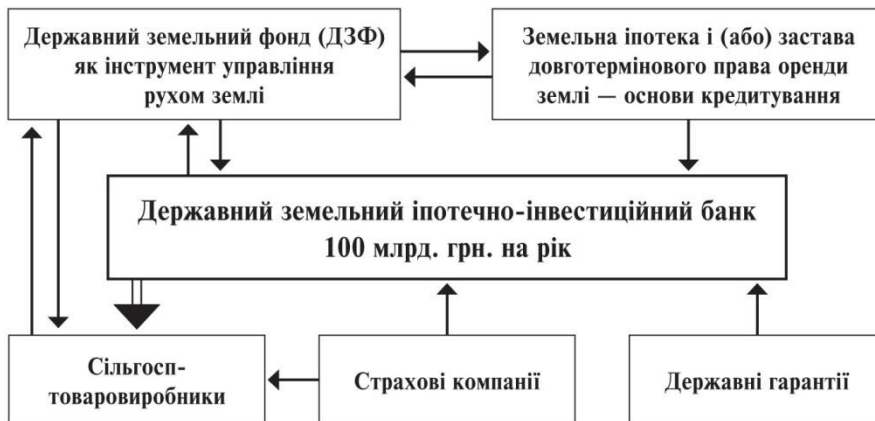 Державний земельний фонд (ДЗФ)
як інструмент управління
рухом землі
Земельна іпотека і (або) застава
довготермінового права оренди
землі — основи кредитування
Державний земельний іпотечно-інвестиційний банк
100 млрд. грн. на рік
Сільгосп-
товаровиробники
Страхові компанії
Державні гарантії